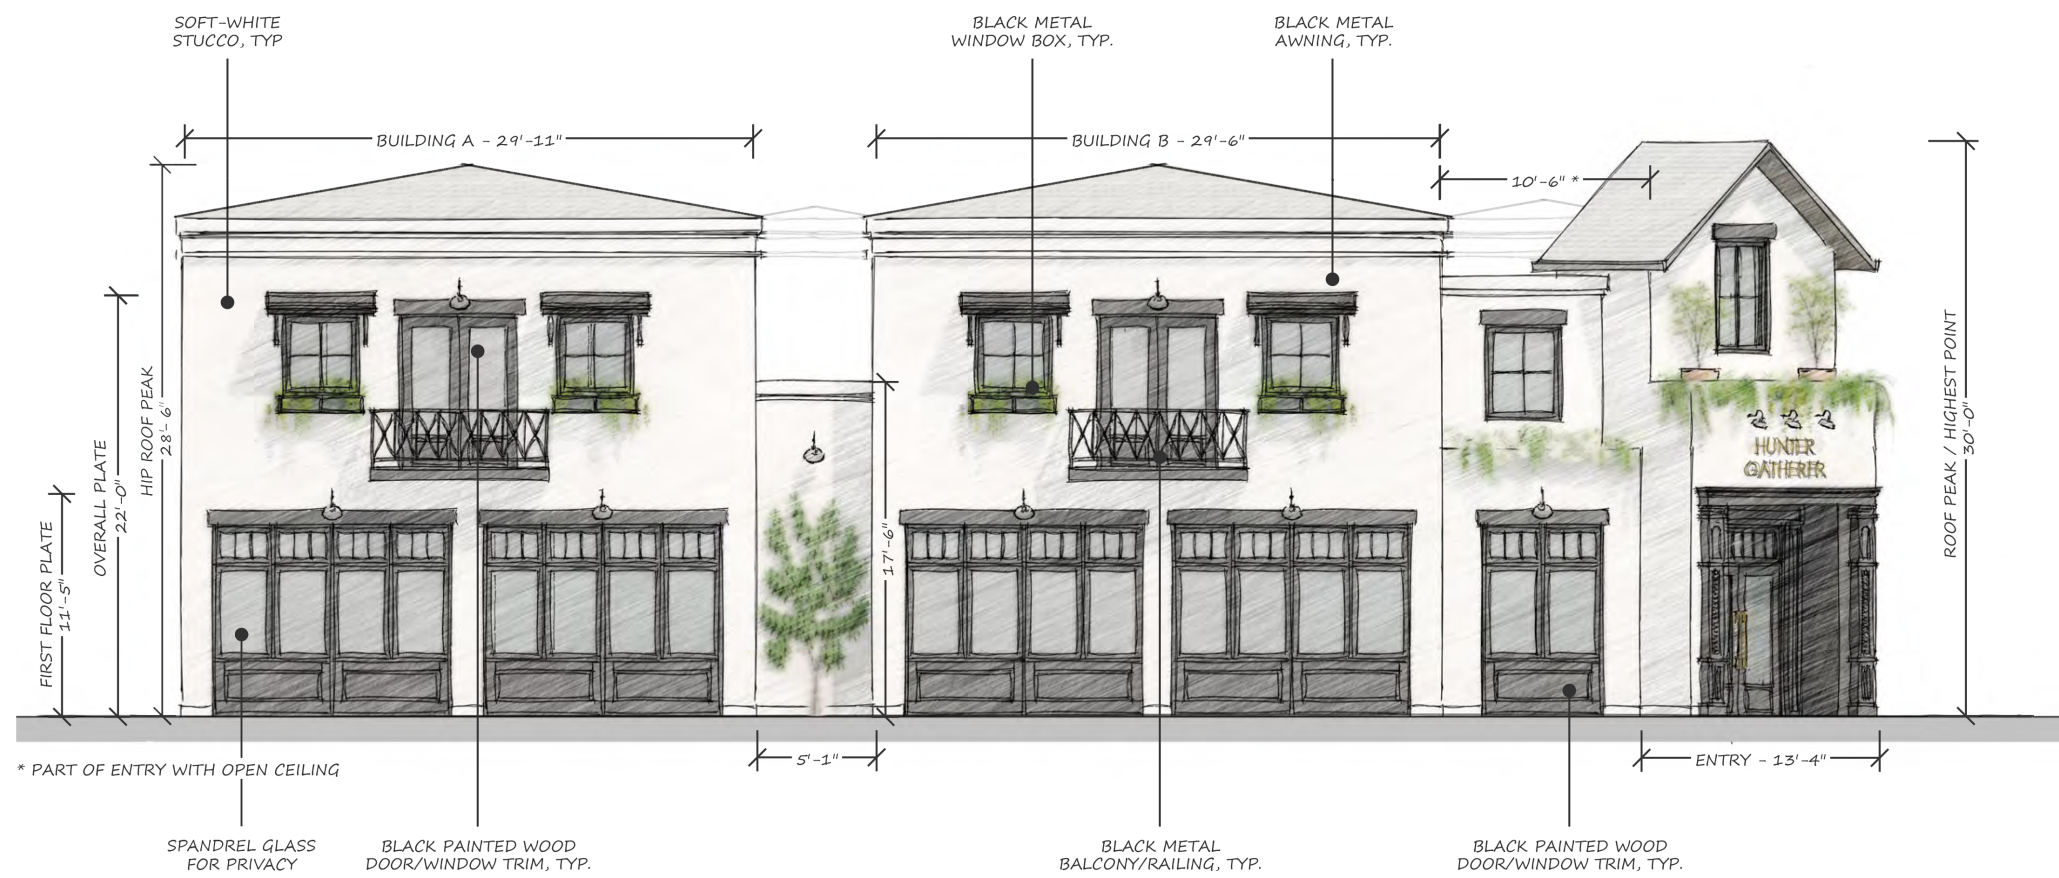 SOFT-WHITE
STUCCO, TYP
BLACK METAL
WINDOW BOX, TYP.
BLACK METAL
AWNING, TYP.
BUILDING A - 29'-11"
BUILDING B - 29'-6"
10'-6" *
FIRST FLOOR PLATE
11'-5"
OVERALL PLATE
22'-0"
HIP ROOF PEAK
28'-6"
17'-6"
ROOF PEAK / HIGHEST POINT
30'-0"
HUNTER
GATHERER
5'-1"
ENTRY - 13'-4"
* PART OF ENTRY WITH OPEN CEILING
SPANDREL GLASS
FOR PRIVACY
BLACK PAINTED WOOD
DOOR/WINDOW TRIM, TYP.
BLACK METAL
BALCONY/RAILING, TYP.
BLACK PAINTED WOOD
DOOR/WINDOW TRIM, TYP.